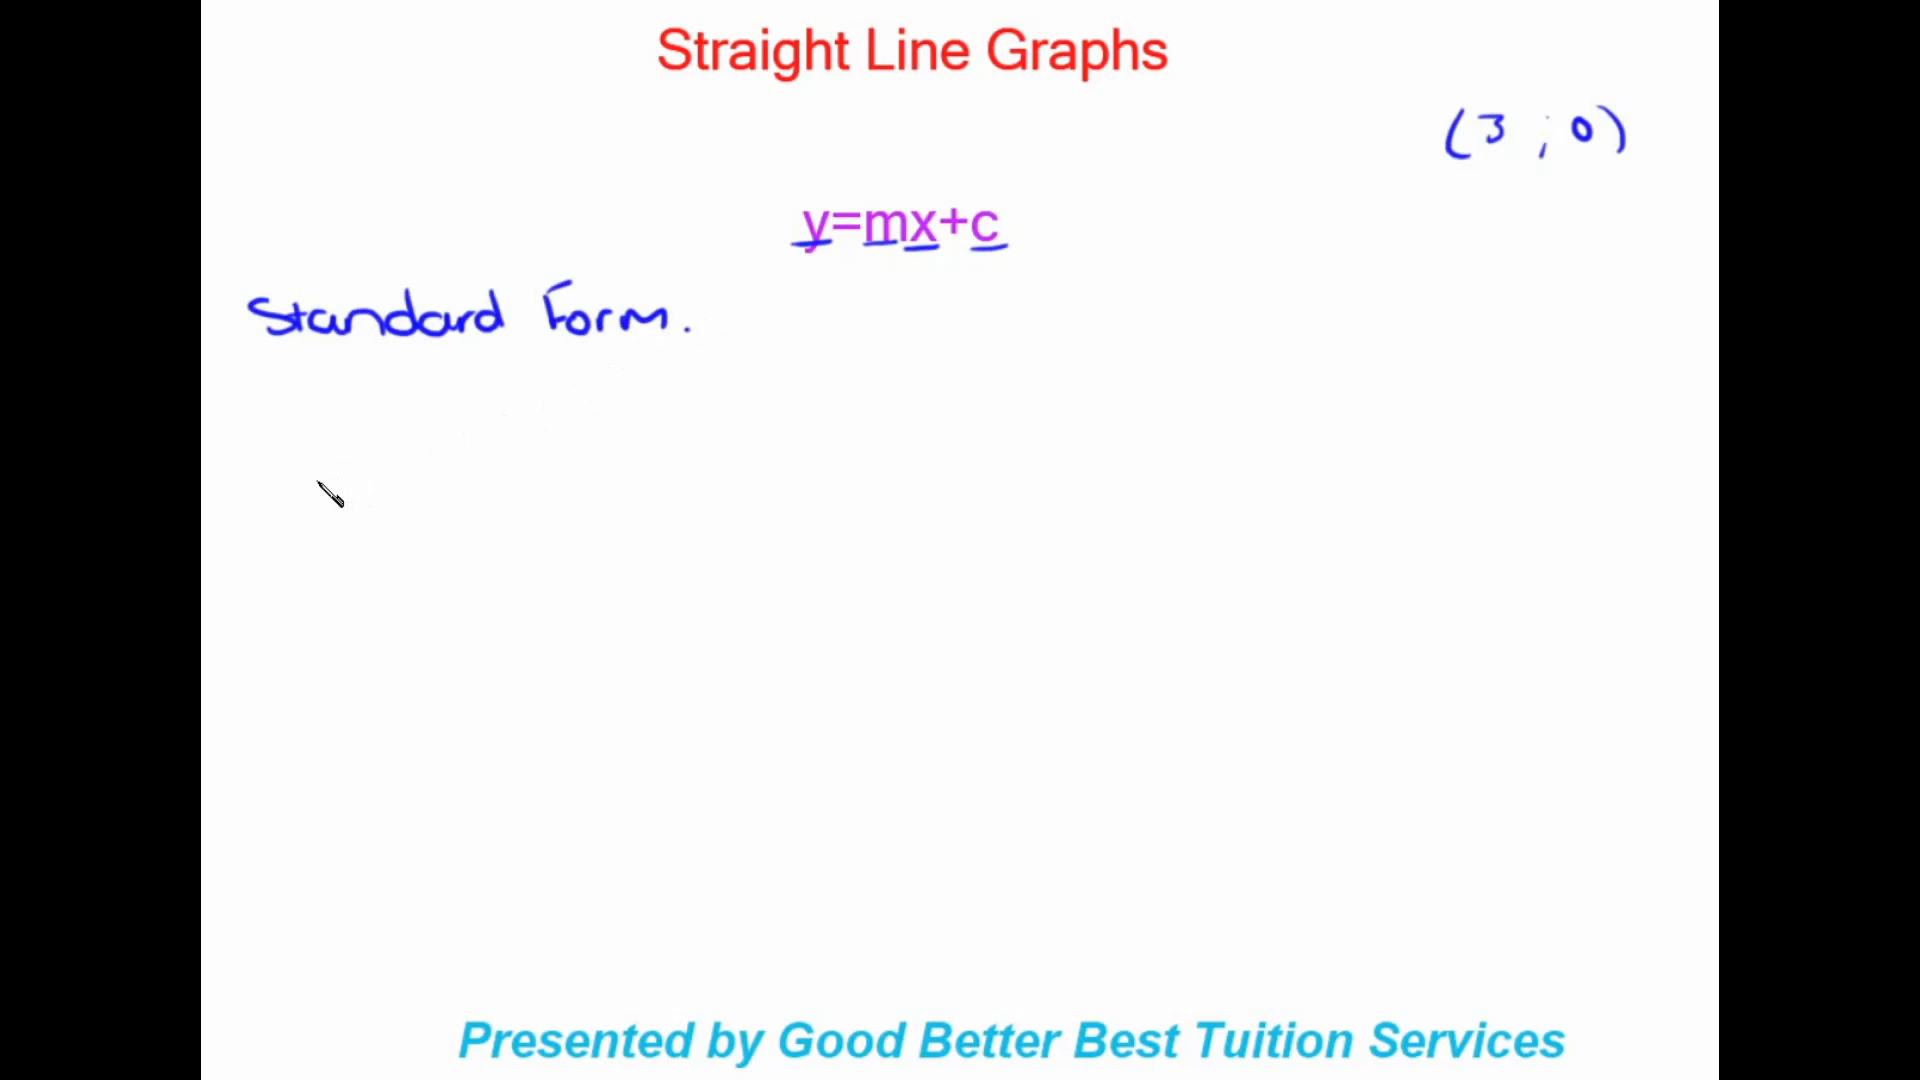 Straight Line Graphs
(3 ; 0)
y=mx+c
Standard Form.
Presented by Good Better Best Tuition Services